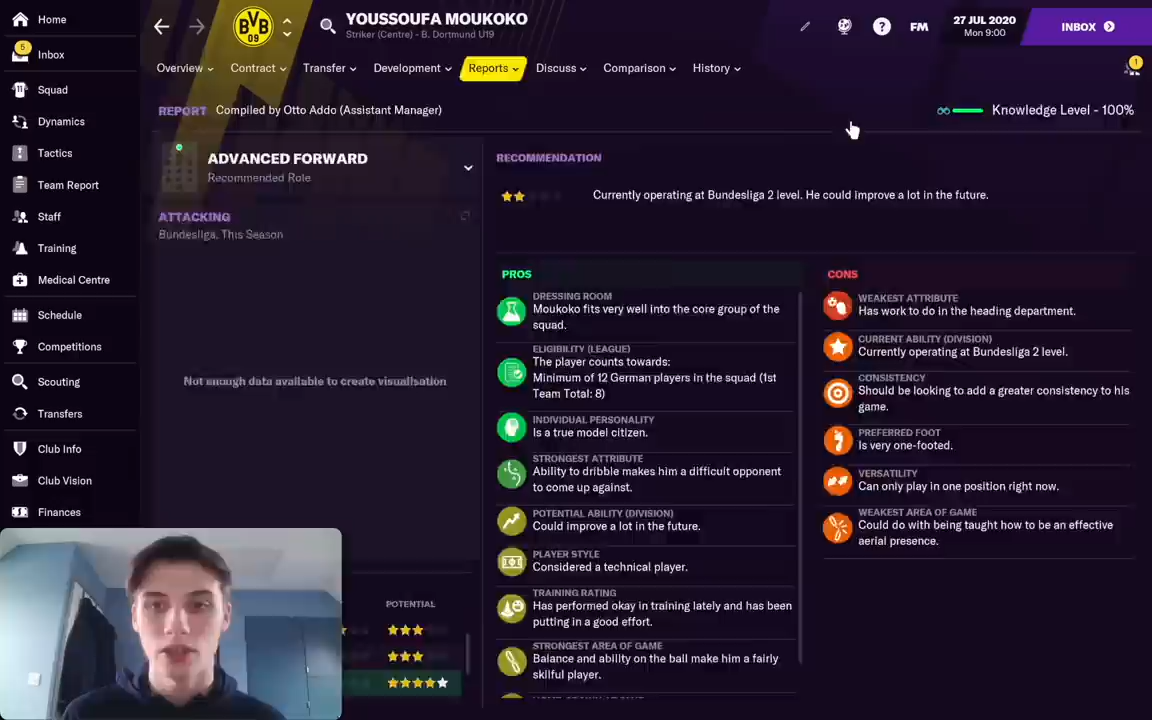 Home
5
Inbox
Squad
Dynamics
Tactics
Team Report
Staff
Training
Medical Centre
Schedule
Competitions
Scouting
Transfers
Club Info
Club Vision
Finances
BVB
09
YOUSSOUFA MOUKOKO
Striker (Centre) - B. Dortmund U19
?
FM
27 JUL 2020
Mon 9:00
INBOX
Overview
Contract
Transfer
Development
Reports
Discuss
Comparison
History
1
REPORT Compiled by Otto Addo (Assistant Manager)
Knowledge Level - 100%
ADVANCED FORWARD
Recommended Role
ATTACKING
Bundesliga, This Season
Not enough data available to create visualisation
POTENTIAL
RECOMMENDATION
Currently operating at Bundesliga 2 level. He could improve a lot in the future.
PROS
DRESSING ROOM
Moukoko fits very well into the core group of the
squad.
ELIGIBILITY (LEAGUE)
The player counts towards:
Minimum of 12 German players in the squad (1st
Team Total: 8)
INDIVIDUAL PERSONALITY
Is a true model citizen.
STRONGEST ATTRIBUTE
Ability to dribble makes him a difficult opponent
to come up against.
POTENTIAL ABILITY (DIVISION)
Could improve a lot in the future.
PLAYER STYLE
Considered a technical player.
TRAINING RATING
Has performed okay in training lately and has been
putting in a good effort.
STRONGEST AREA OF GAME
Balance and ability on the ball make him a fairly
skilful player.
CONS
WEAKEST ATTRIBUTE
Has work to do in the heading department.
CURRENT ABILITY (DIVISION)
Currently operating at Bundesliga 2 level.
CONSISTENCY
Should be looking to add a greater consistency to his
game.
PREFERRED FOOT
Is very one-footed.
VERSATILITY
Can only play in one position right now.
WEAKEST AREA OF GAME
Could do with being taught how to be an effective
aerial presence.